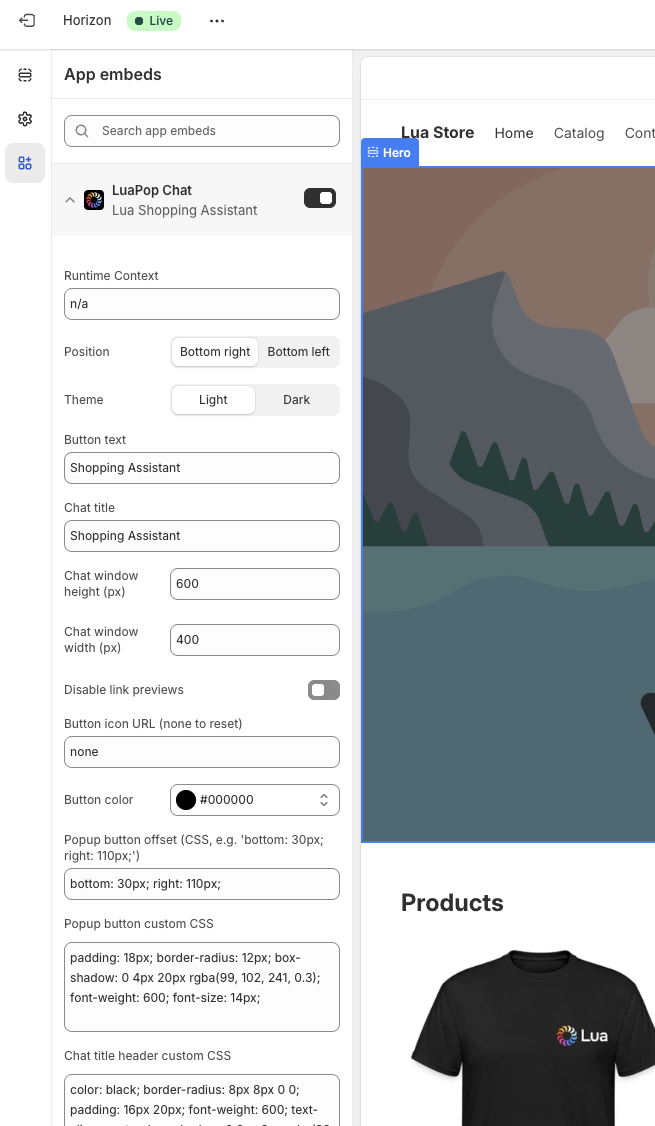 Horizon
Live
App embeds
Search app embeds
LuaPop Chat
Lua Shopping Assistant
Runtime Context
n/a
Position
Bottom right
Bottom left
Theme
Light
Dark
Button text
Shopping Assistant
Chat title
Shopping Assistant
Chat window
height (px)
600
Chat window
width (px)
400
Disable link previews
Button icon URL (none to reset)
none
Button color
#000000
Popup button offset (CSS, e.g. 'bottom: 30px;
right: 110px;')
bottom: 30px; right: 110px;
Popup button custom CSS
padding: 18px; border-radius: 12px; box-
shadow: 0 4px 20px rgba(99, 102, 241, 0.3);
font-weight: 600; font-size: 14px;
Chat title header custom CSS
color: black; border-radius: 8px 8px 0 0;
padding: 16px 20px; font-weight: 600; text-
Lua Store
Home
Catalog
Cont
Hero
Products
Lua